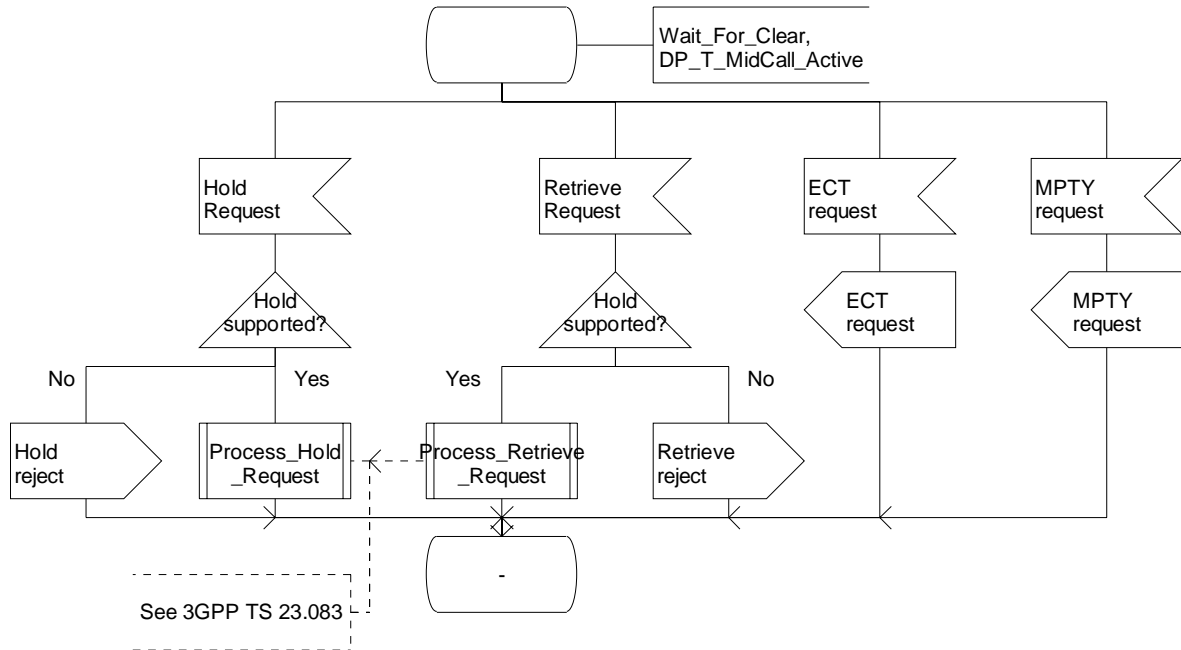 Wait_For_Clear,
DP_T_MidCall_Active
Hold
Request
Retrieve
Request
ECT
request
MPTY
request
Hold
supported?
Hold
supported?
ECT
request
MPTY
request
No
Yes
Yes
No
Hold
reject
Process_Hold
_Request
Process_Retrieve
_Request
Retrieve
reject
-
See 3GPP TS 23.083